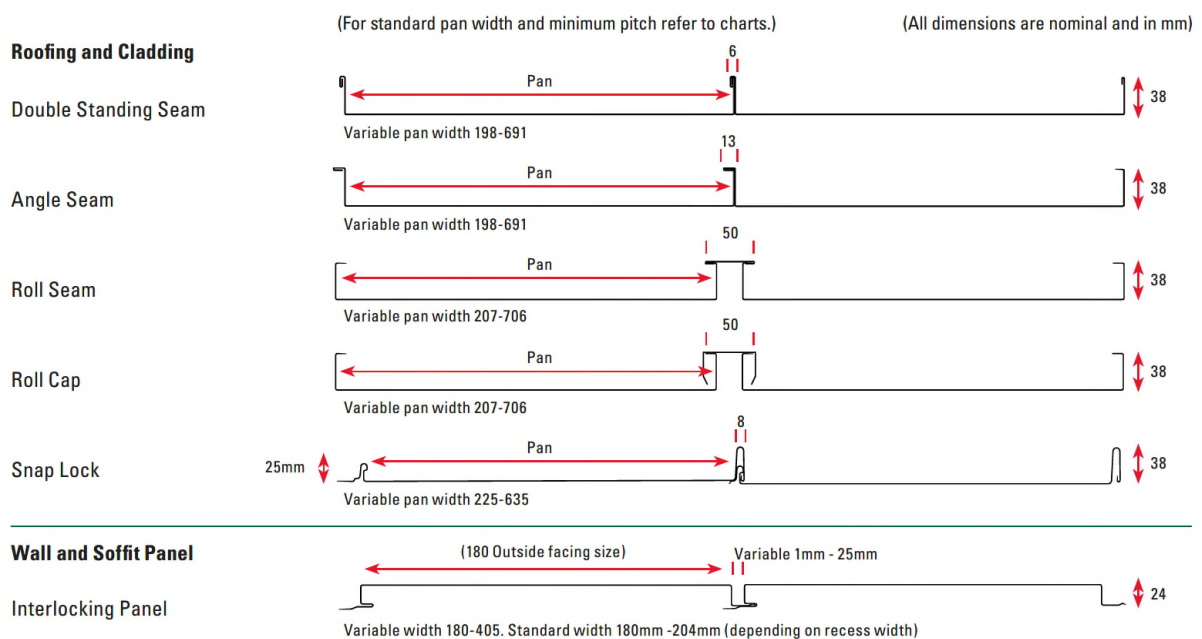 (For standard pan width and minimum pitch refer to charts.) (All dimensions are nominal and in mm)
Roofing and Cladding
6
Pan
Double Standing Seam
38
Variable pan width 198-691
13
Pan
Angle Seam
38
Variable pan width 198-691
50
Pan
Roll Seam
38
Variable pan width 207-706
50
Pan
Roll Cap
38
Variable pan width 207-706
8
Pan
Snap Lock
25mm
38
Variable pan width 225-635
Wall and Soffit Panel
(180 Outside facing size)
Variable 1mm - 25mm
Interlocking Panel
24
Variable width 180-405. Standard width 180mm -204mm (depending on recess width)